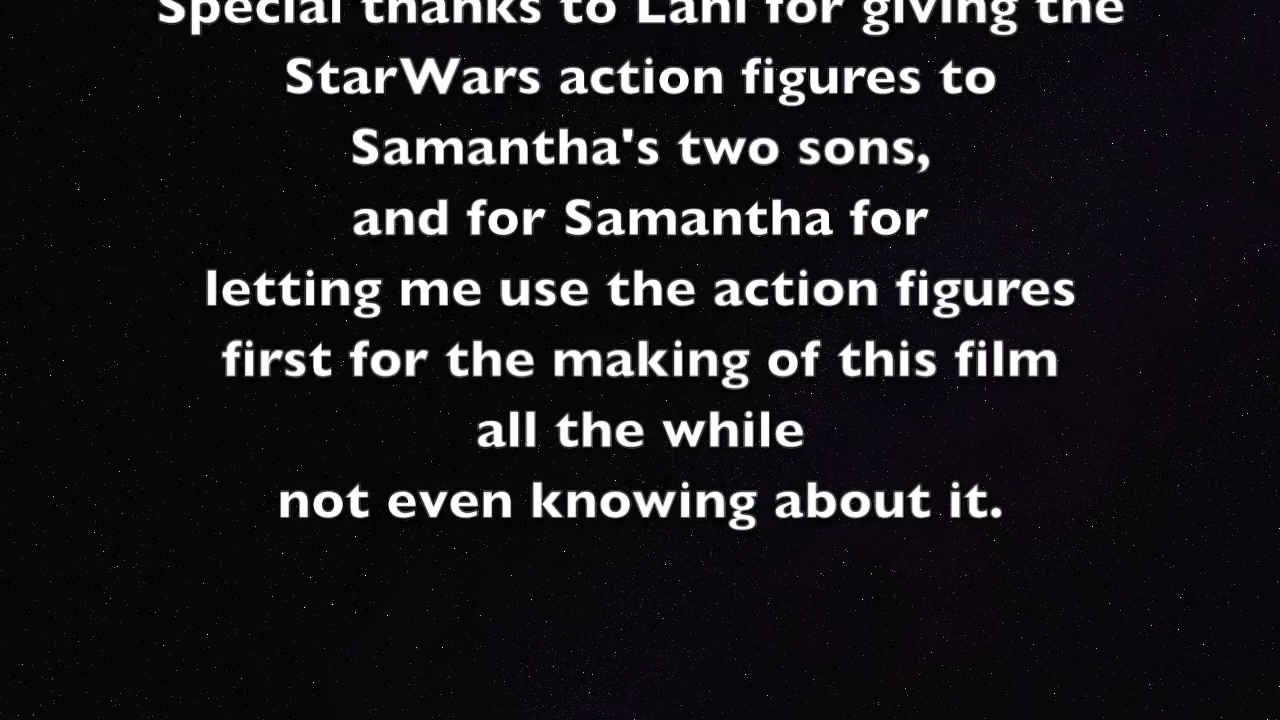 Special thanks to Lani for giving the
StarWars action figures to
Samantha's two sons,
and for Samantha for
letting me use the action figures
first for the making of this film
all the while
not even knowing about it.